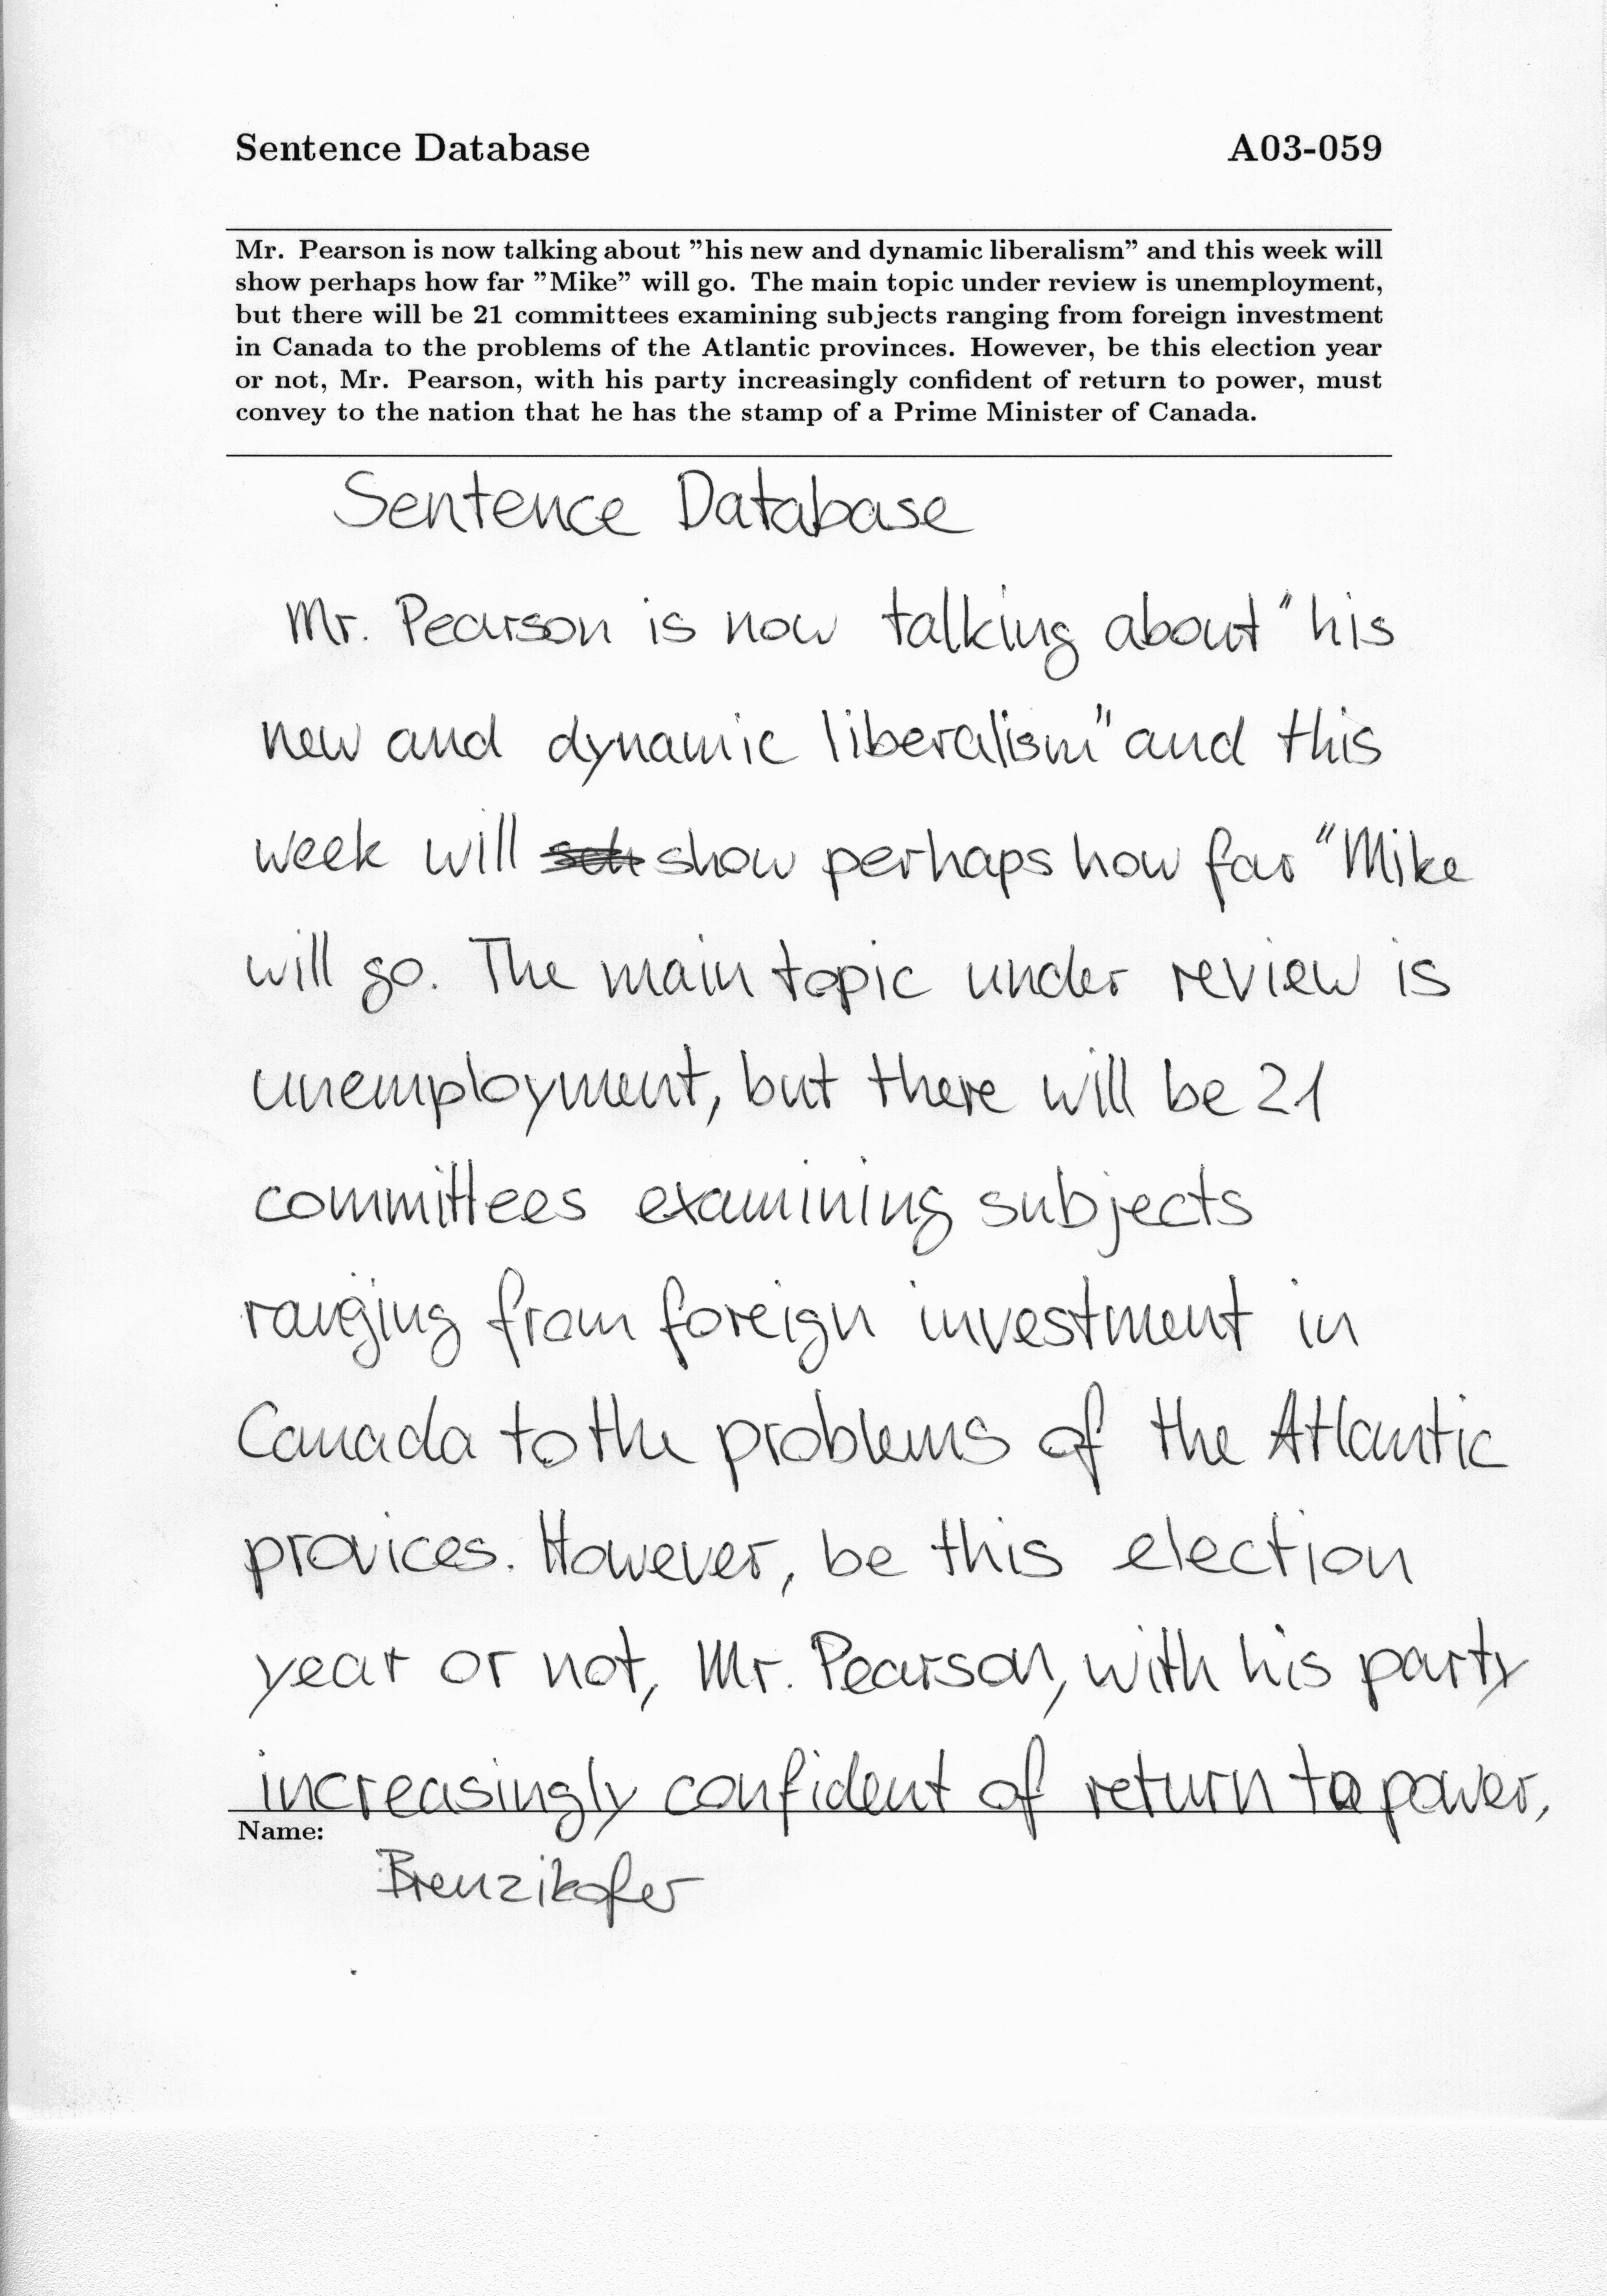 Sentence Database A03-059
Mr. Pearson is now talking about "his new and dynamic liberalism" and this week will
show perhaps how far "Mike" will go. The main topic under review is unemployment,
but there will be 21 committees examining subjects ranging from foreign investment
in Canada to the problems of the Atlantic provinces. However, be this election year
or not, Mr. Pearson, with his party increasingly confident of return to power, must
convey to the nation that he has the stamp of a Prime Minister of Canada.
Sentence Database
Mr. Pearson is now talking about "his
new and dynamic liberalism" and this
week will show perhaps how far "Mike
will go. The main topic under review is
unemployment, but there will be 21
committees examining subjects
ranging from foreign investment in
Canada to the problems of the Atlantic
provices. However, be this election
year or not, Mr. Pearson, with his party
increasingly confident of return to power,
Name:
Brenzikofer